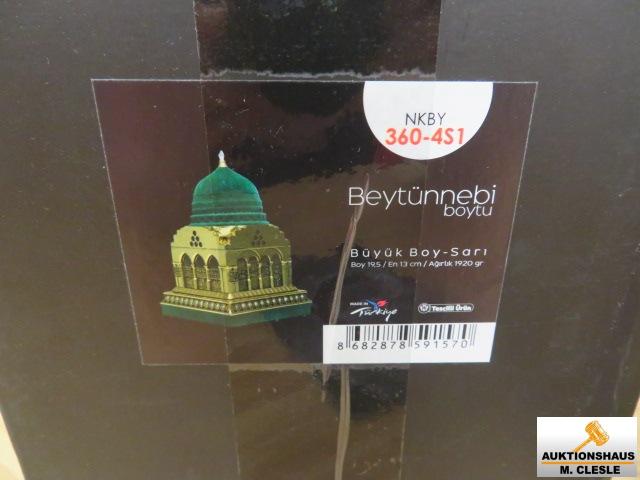 NKBY
360-4S1
Beytünnebi
boytu
Büyük Boy-Sarı
Boy 19,5 / En 13 cm / Ağırlık 1920 gr
MADE IN
Türkiye
Tescilli Ürün
8 682878 591570
AUKTIONSHAUS
M. CLESLE